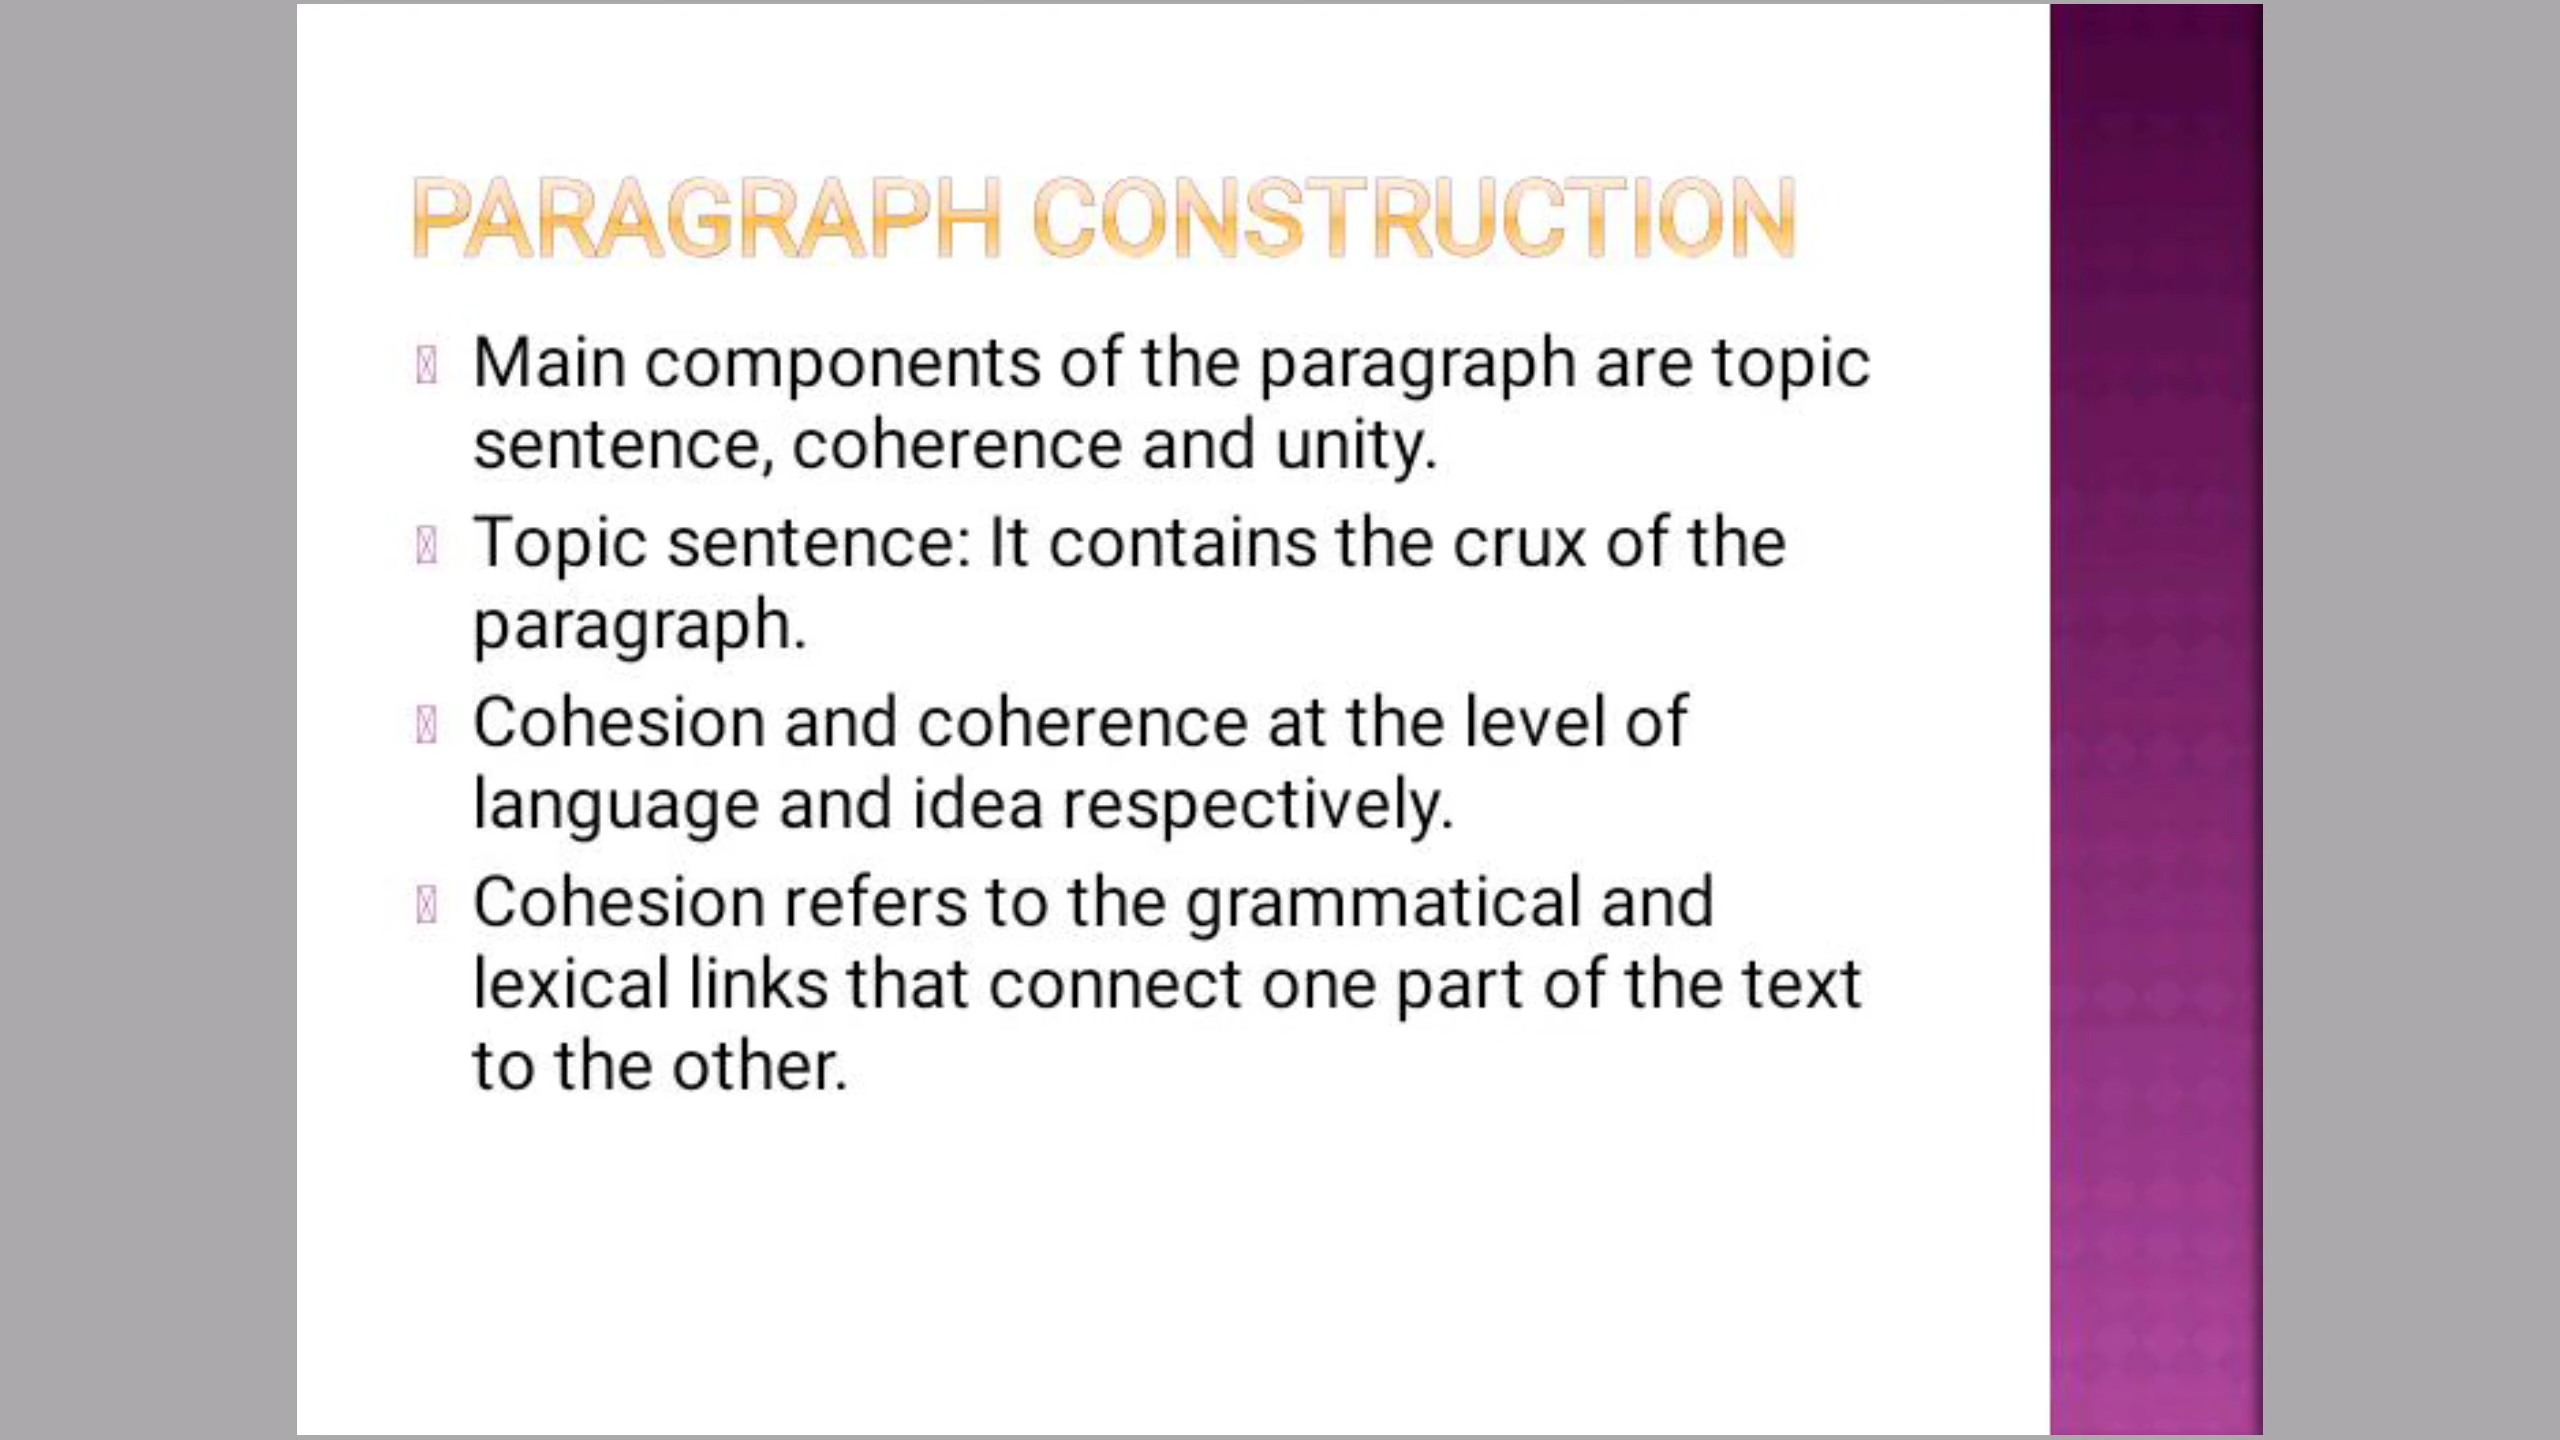 PARAGRAPH CONSTRUCTION
Main components of the paragraph are topic
sentence, coherence and unity.
Topic sentence: It contains the crux of the
paragraph.
Cohesion and coherence at the level of
language and idea respectively.
Cohesion refers to the grammatical and
lexical links that connect one part of the text
to the other.